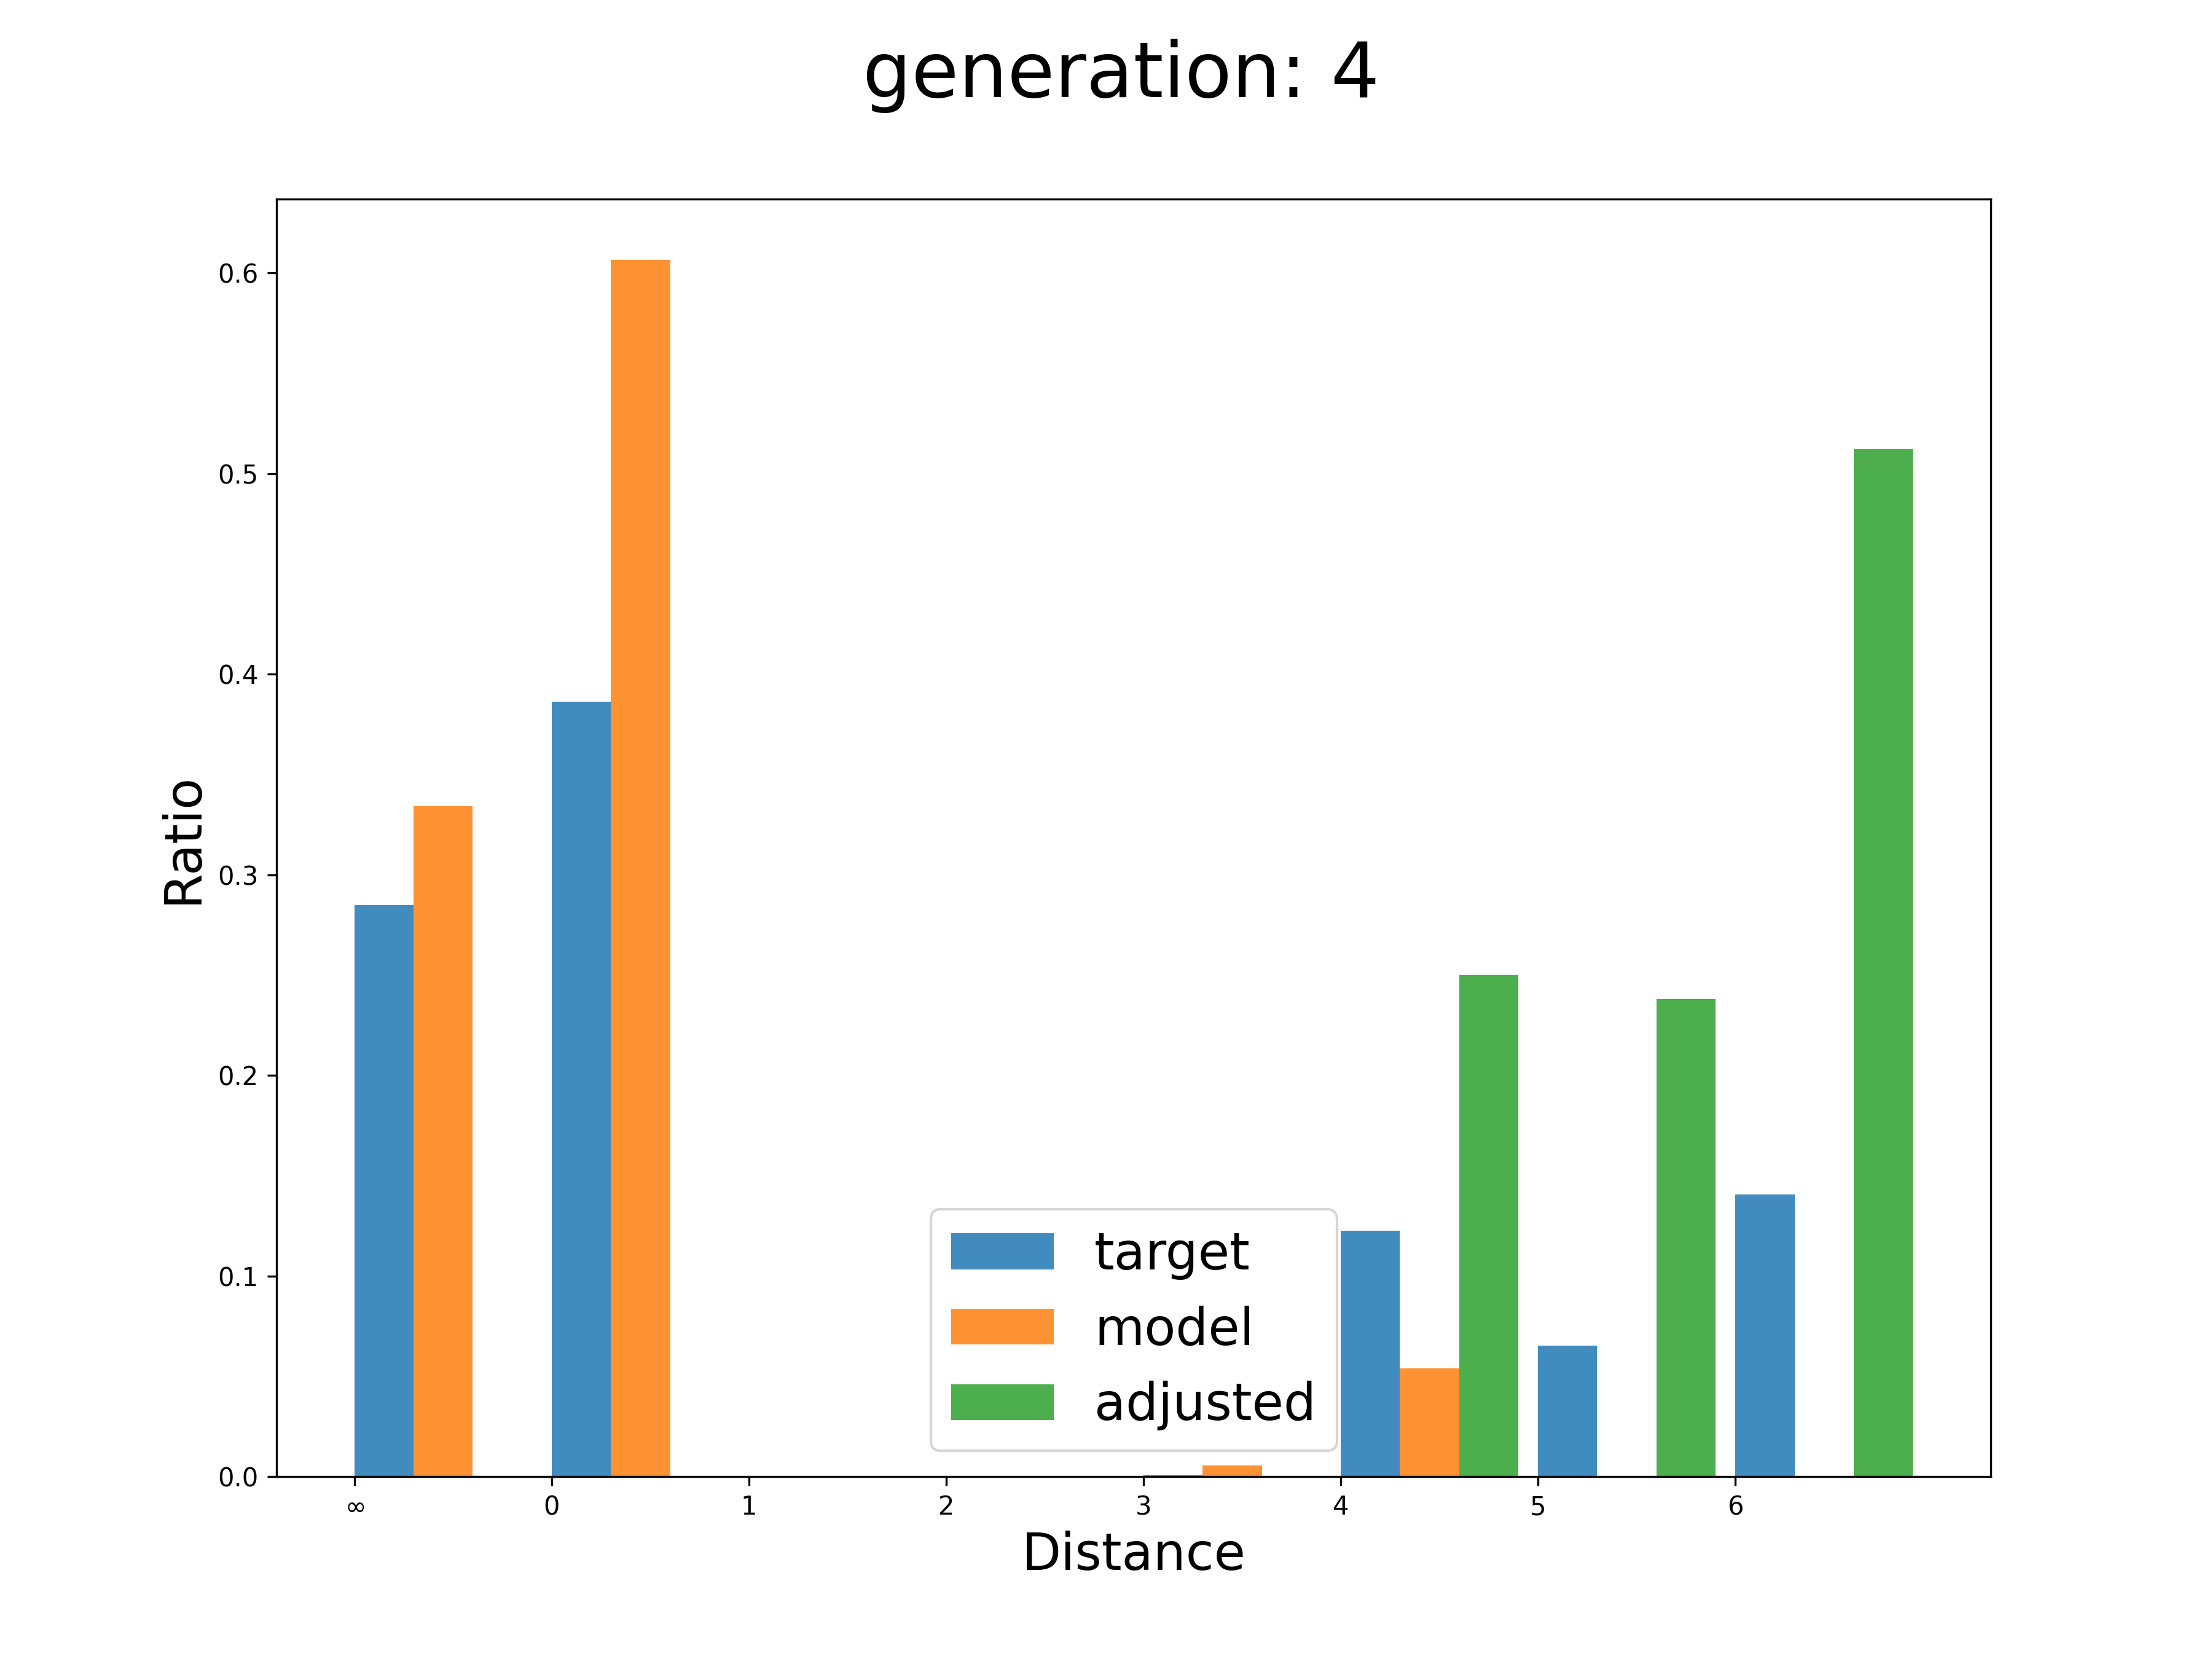 generation: 4
Ratio
0.6
0.5
0.4
0.3
0.2
0.1
0.0
target
model
adjusted
∞ 0 1 2 3 4 5 6
Distance